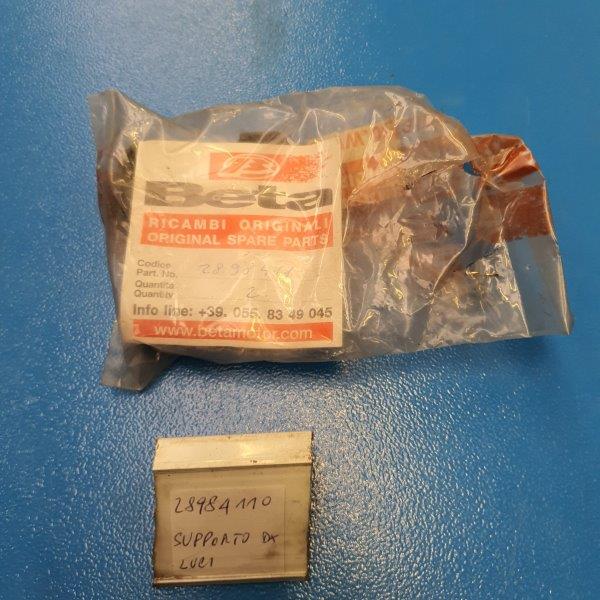 Beta
RICAMBI ORIGINALI
ORIGINAL SPARE PARTS
Codice
Part. No.
Quantita
Quantity
Info line: +39. 055. 83 49 045
www.betamotor.com
28984110
SUPPORTO DX
LUCI